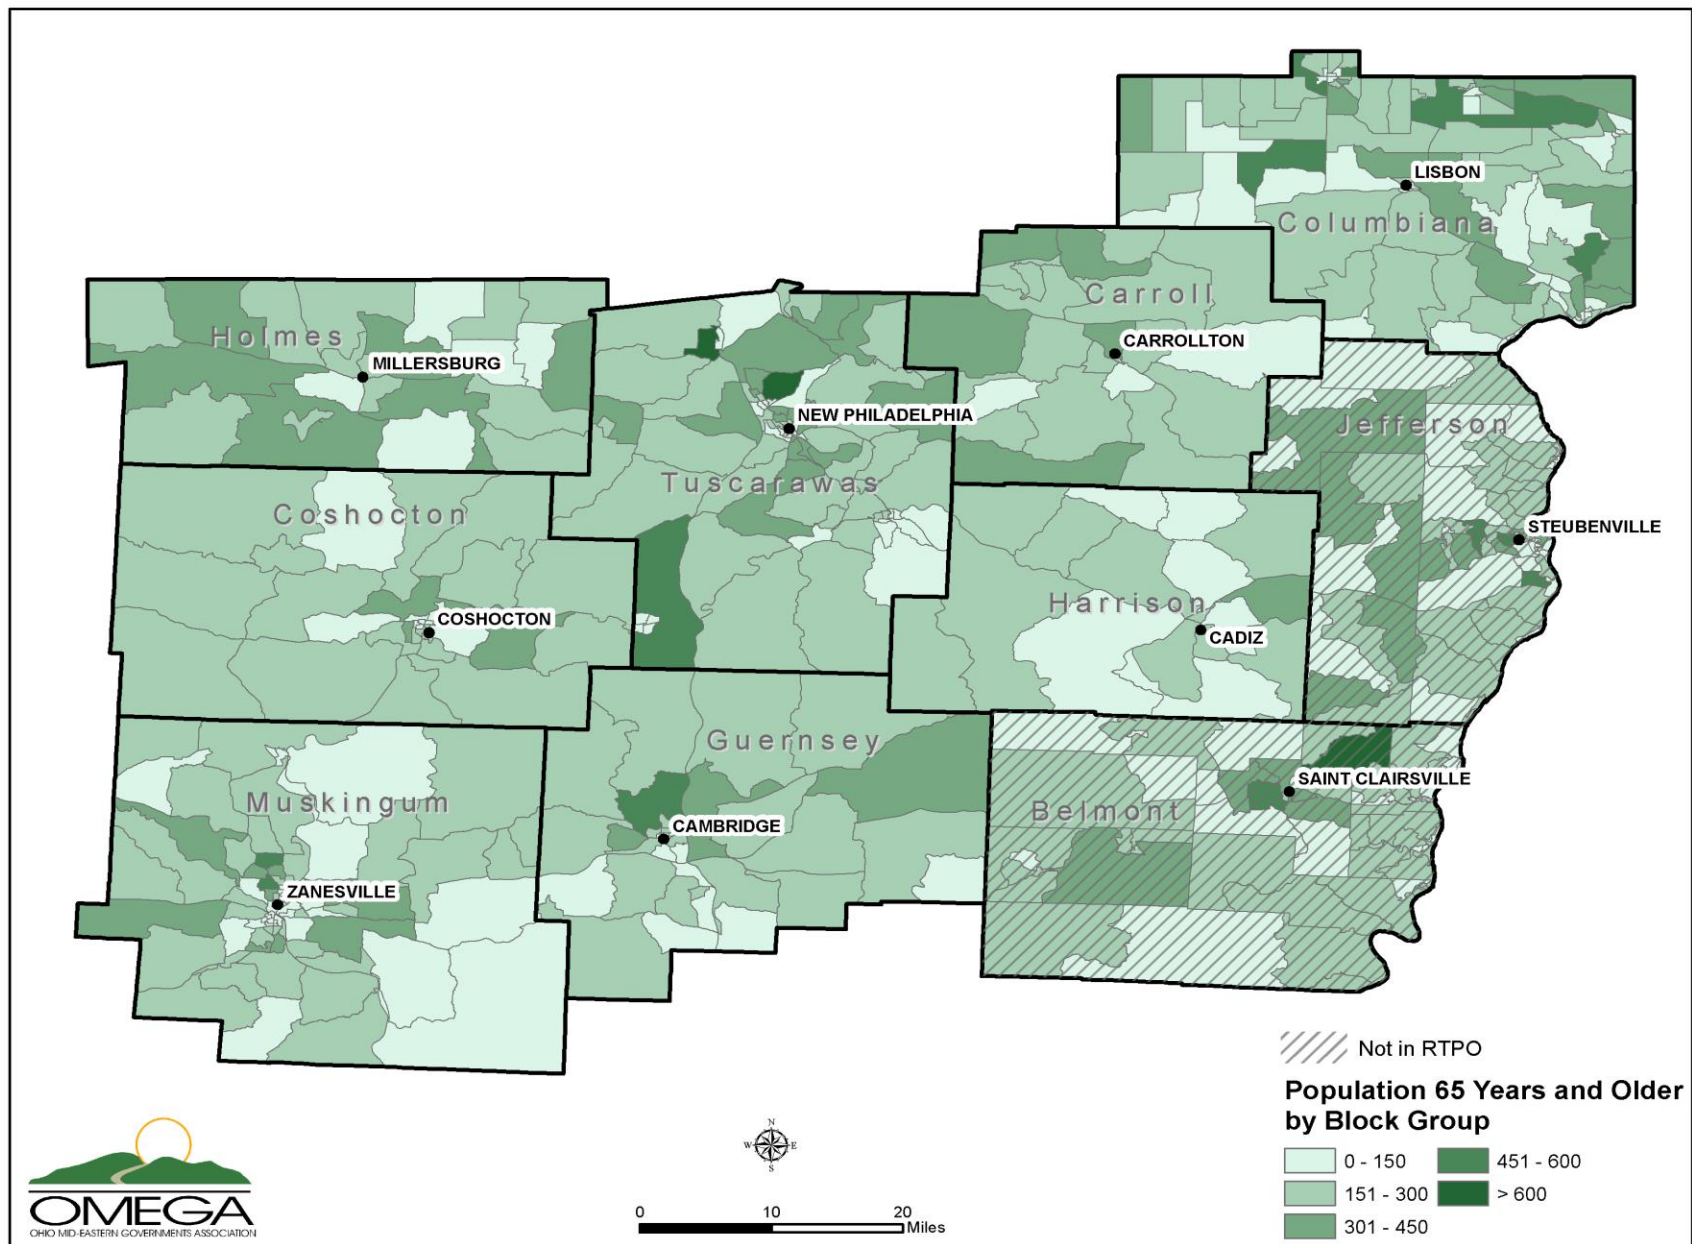 LISBON
Columbiana
Carroll
Holmes
CARROLLTON
MILLERSBURG
NEW PHILADELPHIA
Jefferson
Tuscarawas
Coshocton
STEUBENVILLE
Harrison
COSHOCTON
CADIZ
Guernsey
SAINT CLAIRSVILLE
Muskingum
Belmont
CAMBRIDGE
ZANESVILLE
Not in RTPO
Population 65 Years and Older
by Block Group
0 - 150
451 - 600
151 - 300
> 600
301 - 450
N
W E
S
0 10 20
Miles
OMEGA
OHIO MID-EASTERN GOVERNMENTS ASSOCIATION